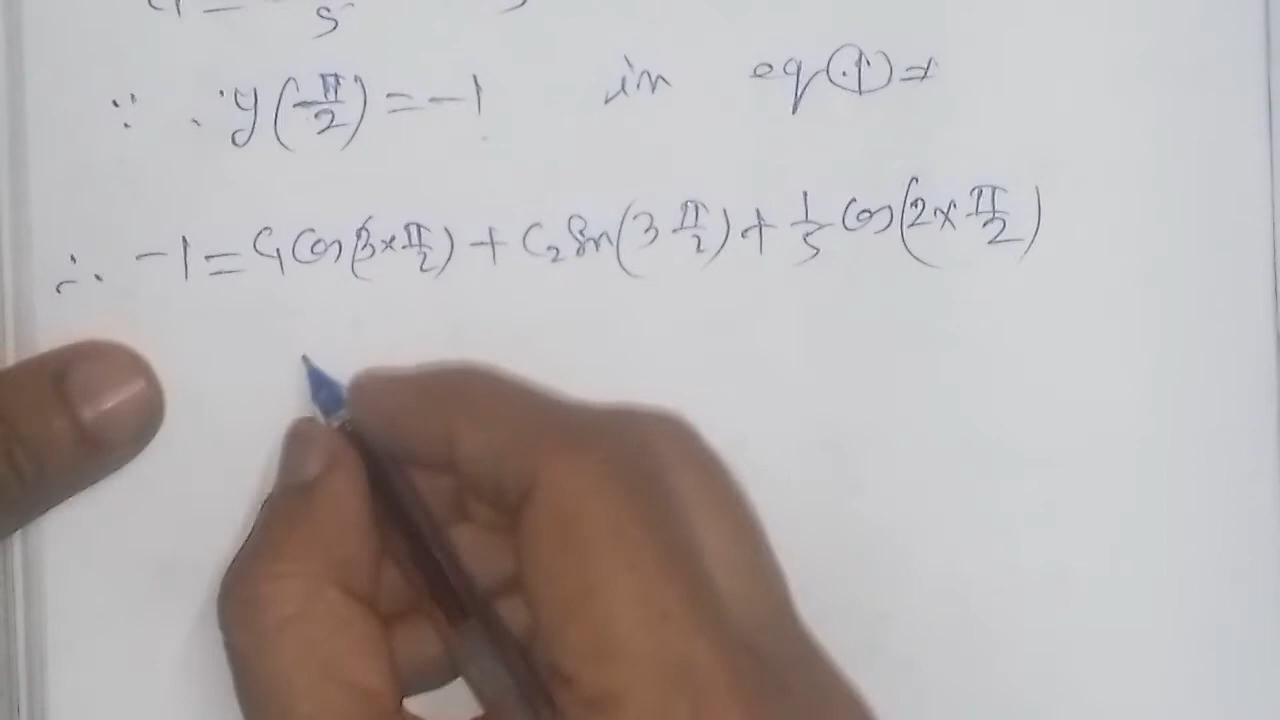 5
∵ y(π/2) = -1 in eq ① ⇒
∴ -1 = C₁ Cos(3×π/2) + C₂ Sin(3 π/2) + 1/5 Cos(2×π/2)